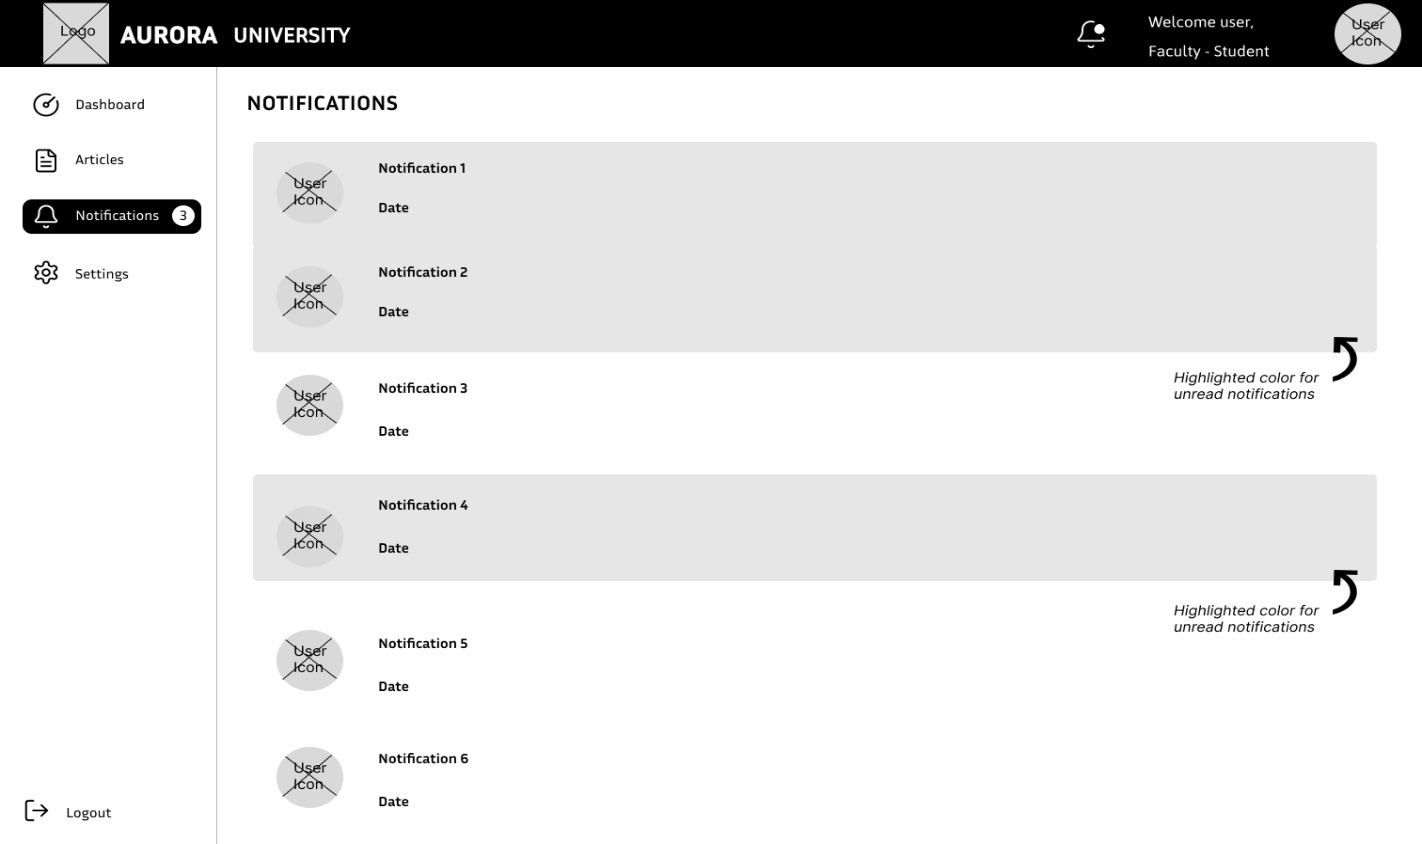 Logo
AURORA UNIVERSITY
Welcome user,
Faculty - Student
User
Icon
Dashboard
Articles
Notifications 3
Settings
Logout
NOTIFICATIONS
User
Icon
Notification 1
Date
User
Icon
Notification 2
Date
Highlighted color for
unread notifications
User
Icon
Notification 3
Date
User
Icon
Notification 4
Date
Highlighted color for
unread notifications
User
Icon
Notification 5
Date
User
Icon
Notification 6
Date